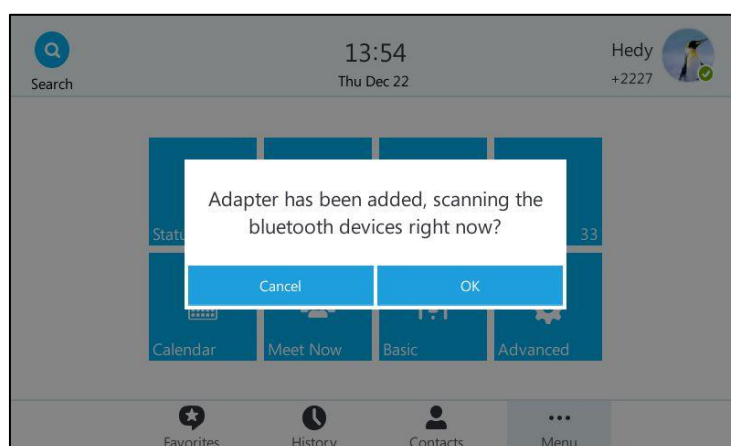 13:54
Hedy
Search
Thu Dec 22
+2227
Adapter has been added, scanning the
bluetooth devices right now?
Statu
33
Cancel
OK
Calendar
Meet Now
Basic
Advanced
Favorites
History
Contacts
Menu